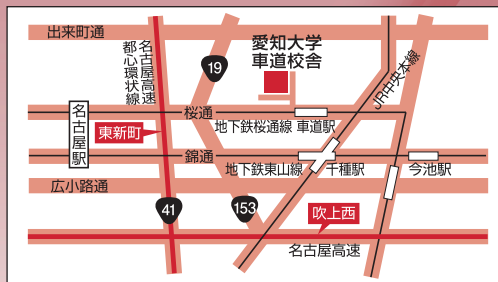 出来町通
名古屋高速
都心環状線
19
愛知大学
車道校舎
JR中央本線
名古屋駅
桜通
地下鉄桜通線 車道駅
東新町
錦通
地下鉄東山線
千種駅
今池駅
広小路通
41
153
吹上西
名古屋高速